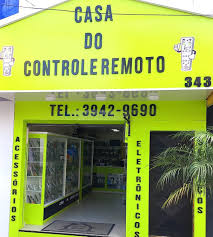 CASA
DO
CONTROLE REMOTO
343
TEL.: 3942-9690
ACESSÓRIOS
ELETRÔNICOS